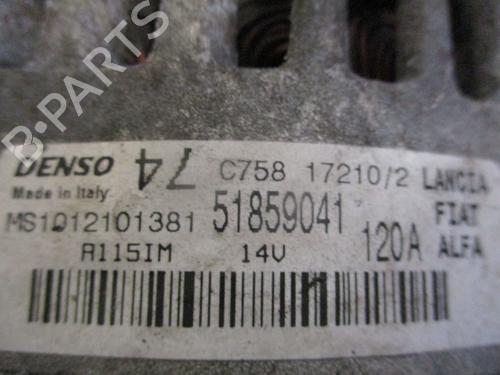 B-PARTS
DENSO 74 C758 17210/2 LANCIA
Made in Italy FIAT
MS1012101381 51859041 120A ALFA
A115IM 14V